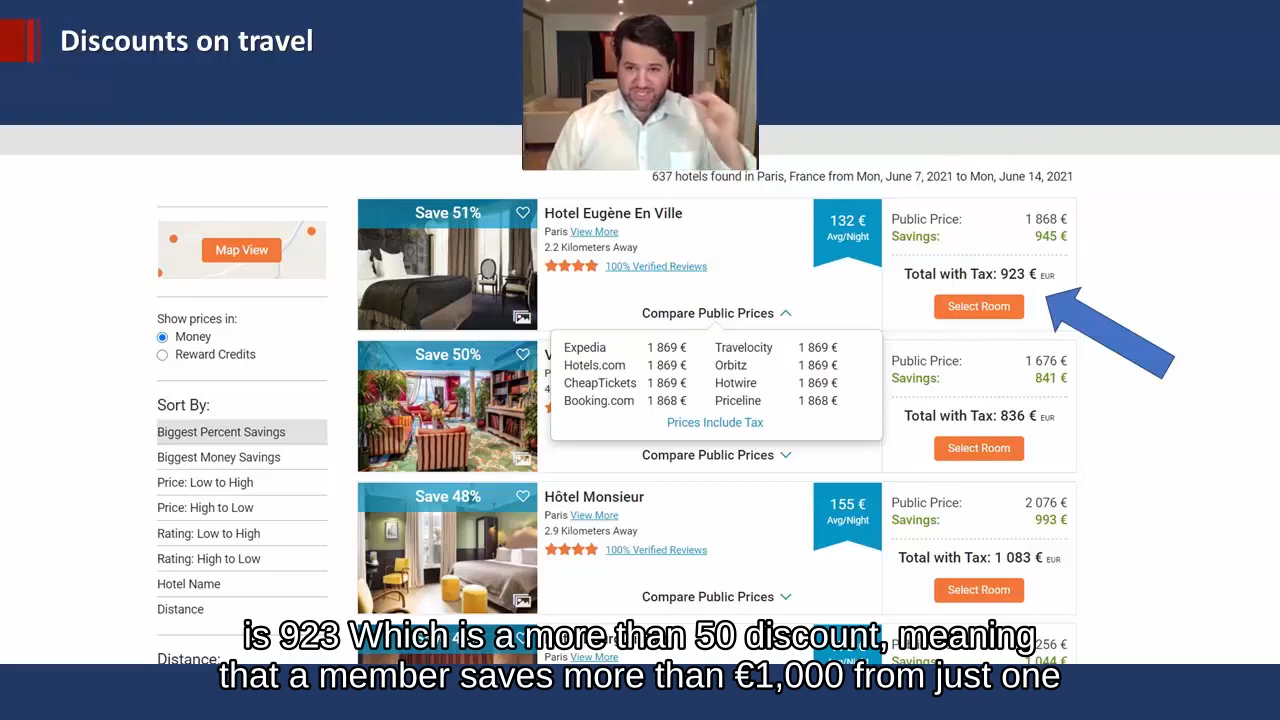 Discounts on travel
637 hotels found in Paris, France from Mon, June 7, 2021 to Mon, June 14, 2021
Map View
Show prices in:
Money
Reward Credits
Sort By:
Biggest Percent Savings
Biggest Money Savings
Price: Low to High
Price: High to Low
Rating: Low to High
Rating: High to Low
Hotel Name
Distance
Distance:
Save 51%
Hotel Eugène En Ville
Paris View More
2.2 Kilometers Away
100% Verified Reviews
Compare Public Prices
132 €
Avg/Night
Public Price: 1 868 €
Savings: 945 €
Total with Tax: 923 € EUR
Select Room
Expedia 1 869 € Travelocity 1 869 €
Hotels.com 1 869 € Orbitz 1 869 €
CheapTickets 1 869 € Hotwire 1 869 €
Booking.com 1 868 € Priceline 1 868 €
Prices Include Tax
Save 50%
Compare Public Prices
Public Price: 1 676 €
Savings: 841 €
Total with Tax: 836 € EUR
Select Room
Save 48%
Hôtel Monsieur
Paris View More
2.9 Kilometers Away
100% Verified Reviews
Compare Public Prices
155 €
Avg/Night
Public Price: 2 076 €
Savings: 993 €
Total with Tax: 1 083 € EUR
Select Room
Paris View More
is 923 Which is a more than 50 discount, meaning
that a member saves more than €1,000 from just one